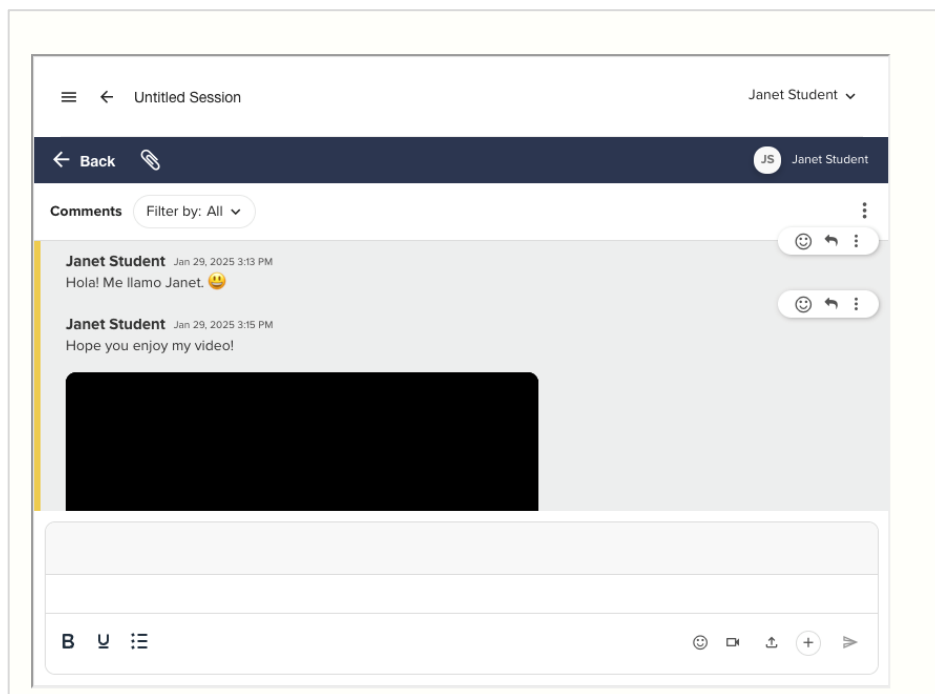 Untitled Session
Janet Student
Back
JS Janet Student
Comments Filter by: All
Janet Student Jan 29, 2025 3:13 PM
Hola! Me llamo Janet. 😃
Janet Student Jan 29, 2025 3:15 PM
Hope you enjoy my video!
B U